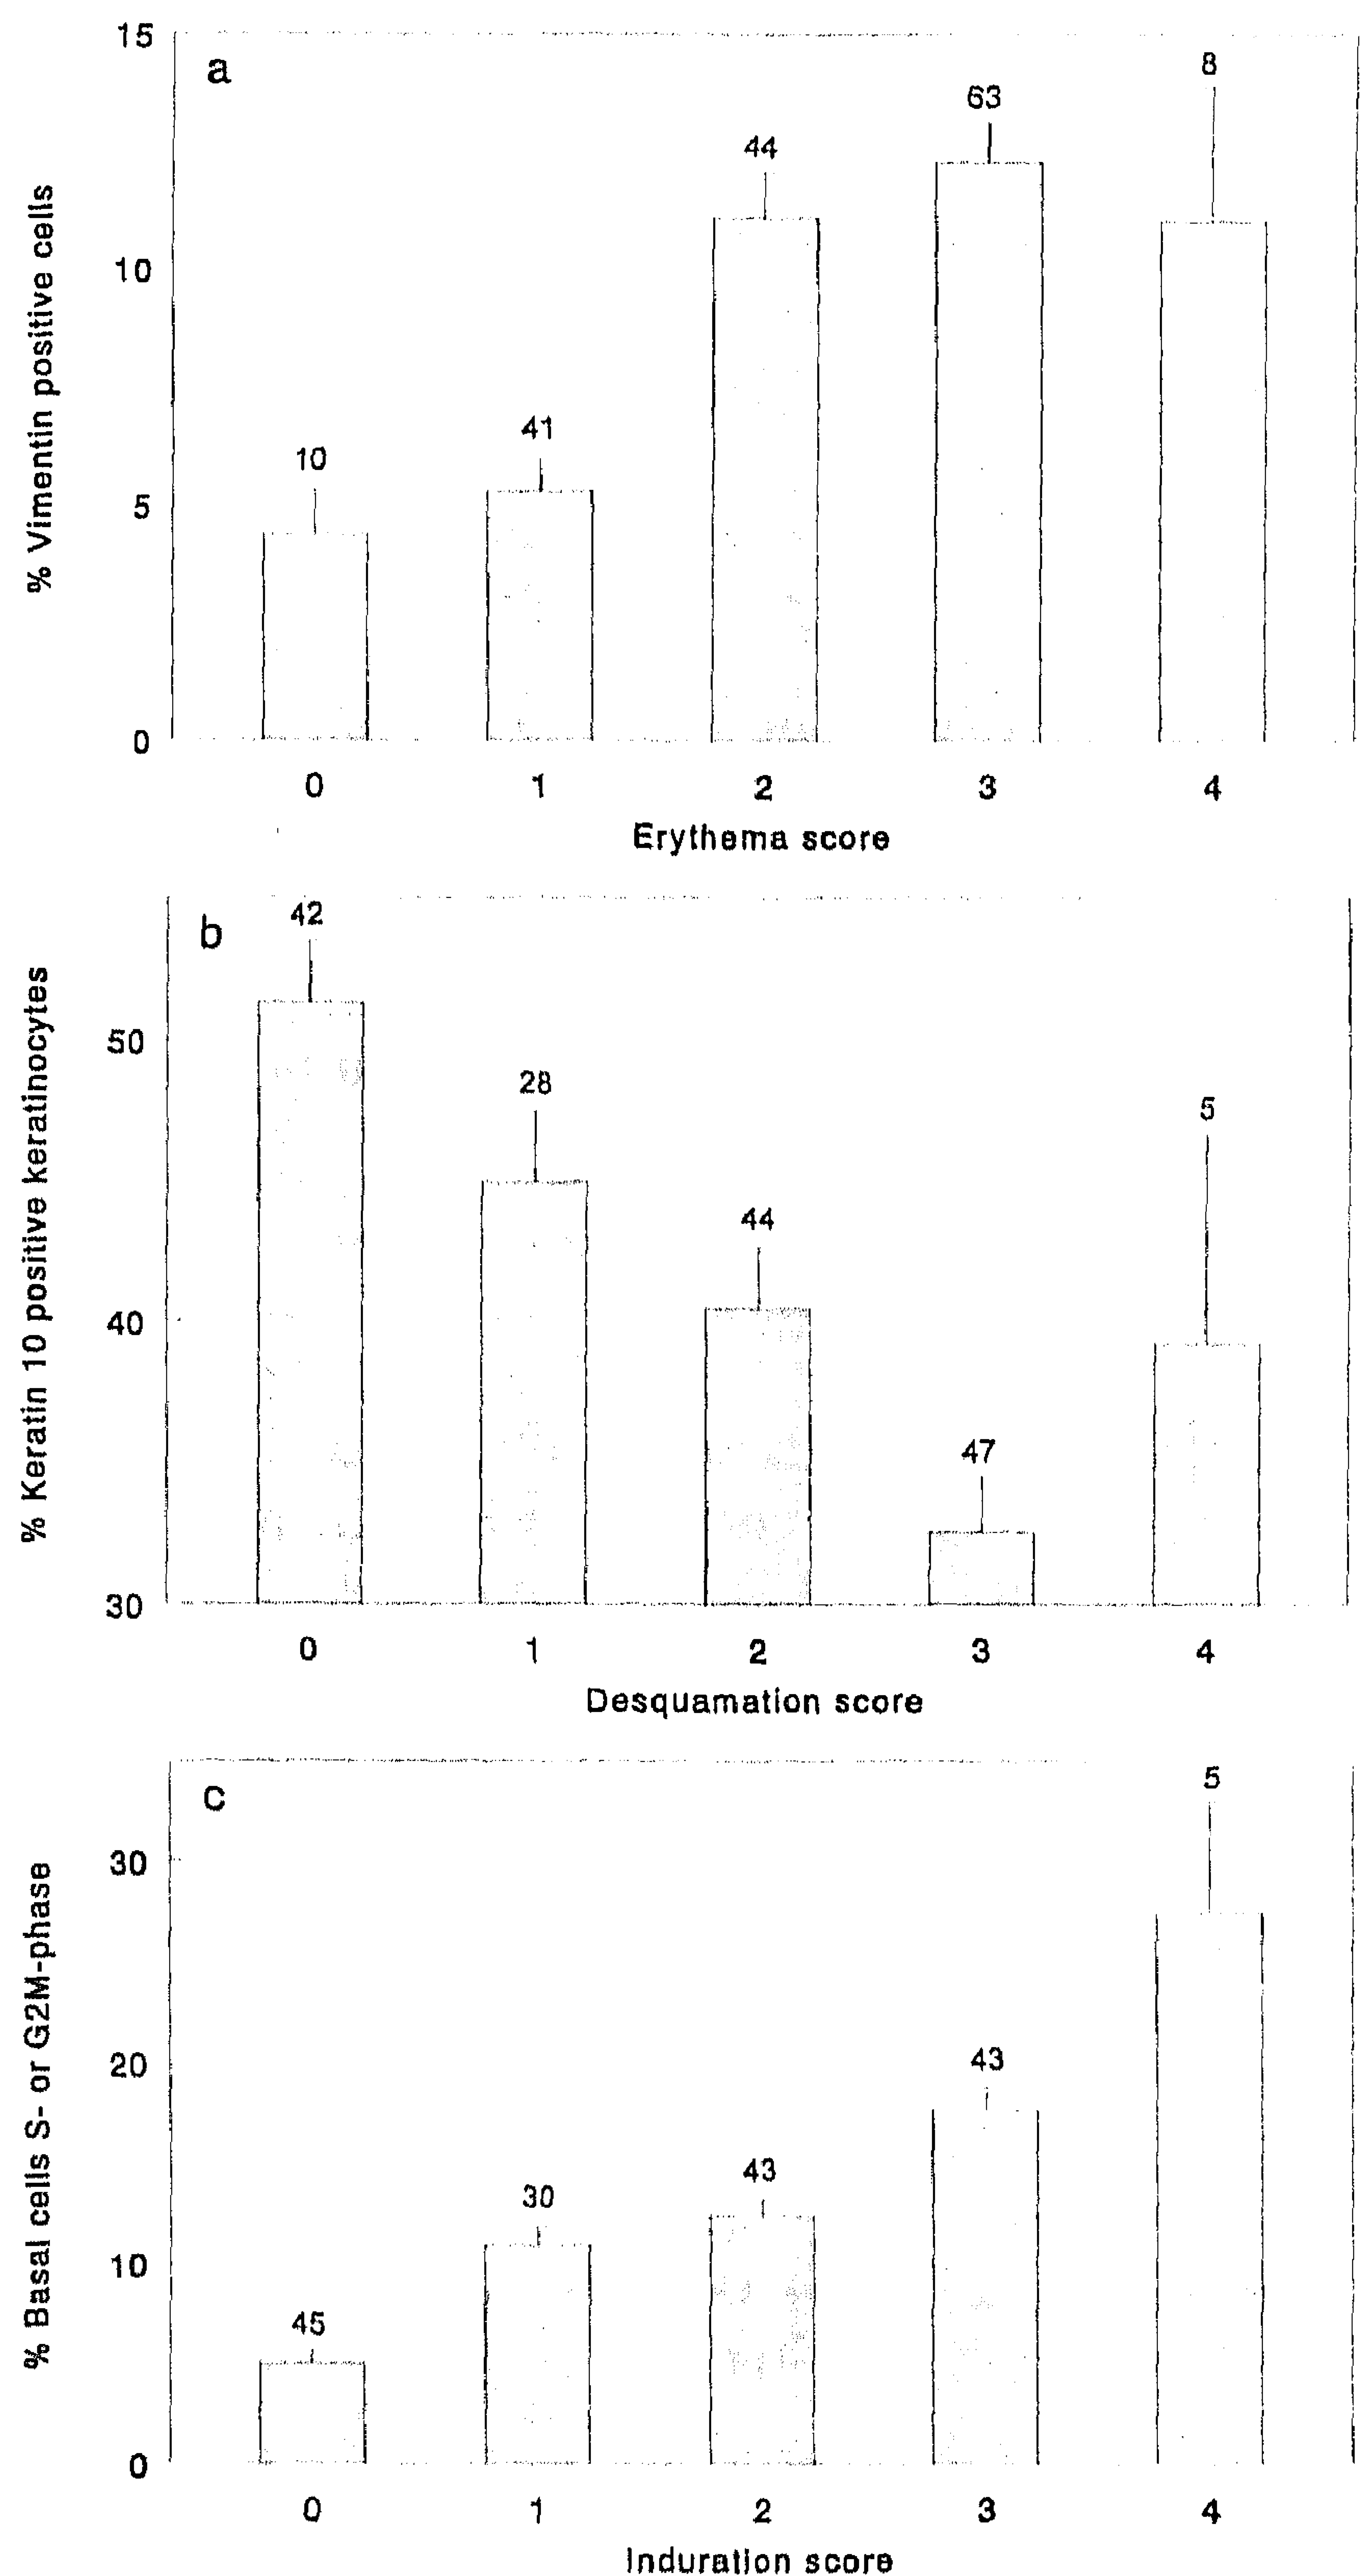 15
a
8
63
44
% Vimentin positive cells
10
41
10
5
0
0 1 2 3 4
Erythema score
b
42
50
% Keratin 10 positive keratinocytes
28
5
44
40
47
30
0 1 2 3 4
Desquamation score
c
5
30
% Basal cells S- or G2M-phase
20
43
43
30
10
45
0
0 1 2 3 4
Induration score